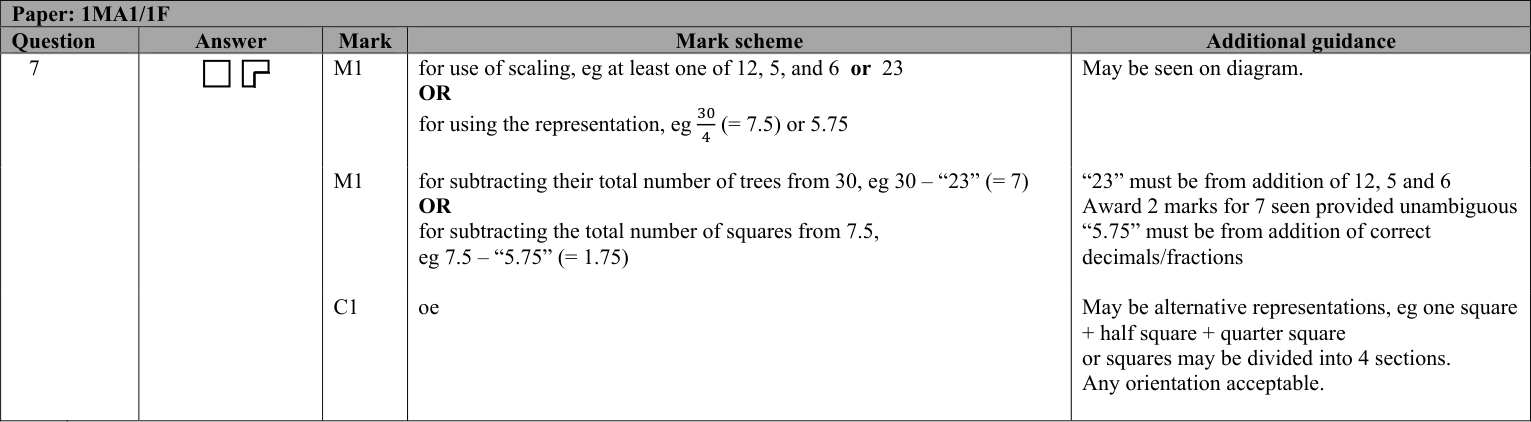 Paper: 1MA1/1F
Question Answer Mark Mark scheme Additional guidance
7 M1 for use of scaling, eg at least one of 12, 5, and 6 or 23 May be seen on diagram.
OR
for using the representation, eg 30/4 (= 7.5) or 5.75
M1 for subtracting their total number of trees from 30, eg 30 – “23” (= 7) “23” must be from addition of 12, 5 and 6
OR Award 2 marks for 7 seen provided unambiguous
for subtracting the total number of squares from 7.5, “5.75” must be from addition of correct
eg 7.5 – “5.75” (= 1.75) decimals/fractions
C1 oe May be alternative representations, eg one square
+ half square + quarter square
or squares may be divided into 4 sections.
Any orientation acceptable.